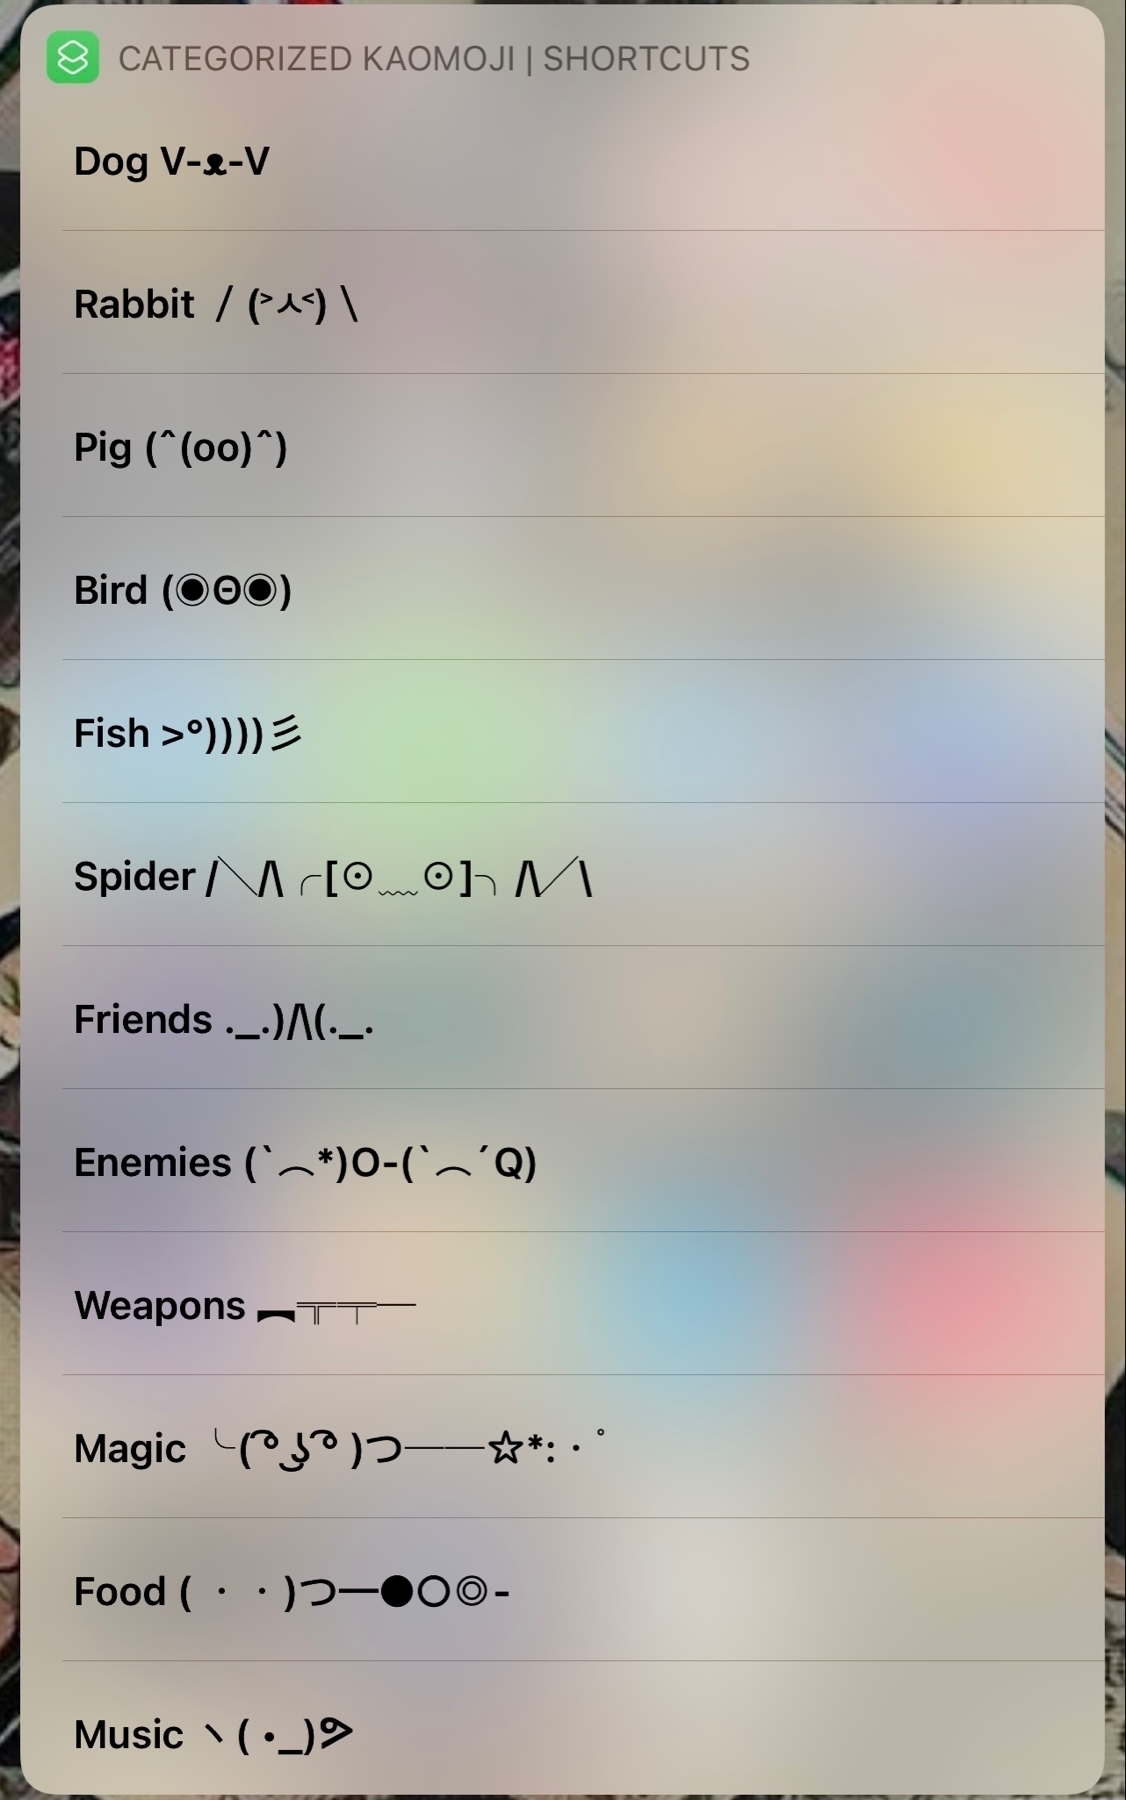 CATEGORIZED KAOMOJI | SHORTCUTS
Dog V-ᴥ-V
Rabbit ／(˃ᆺ˂)＼
Pig (ˆ(oo)ˆ)
Bird (◉Θ◉)
Fish >°))))彡
Spider /╲/\╭[☉﹏☉]╮/\╱\
Friends ._.)/\(._.
Enemies (`⌒*)O-(`⌒´Q)
Weapons ︻╦╤─
Magic ╰( ͡° ͜ʖ ͡° )つ──☆*:・ﾟ
Food ( ・・)つ―●○◎-
Music ヽ( •_)ᕗ